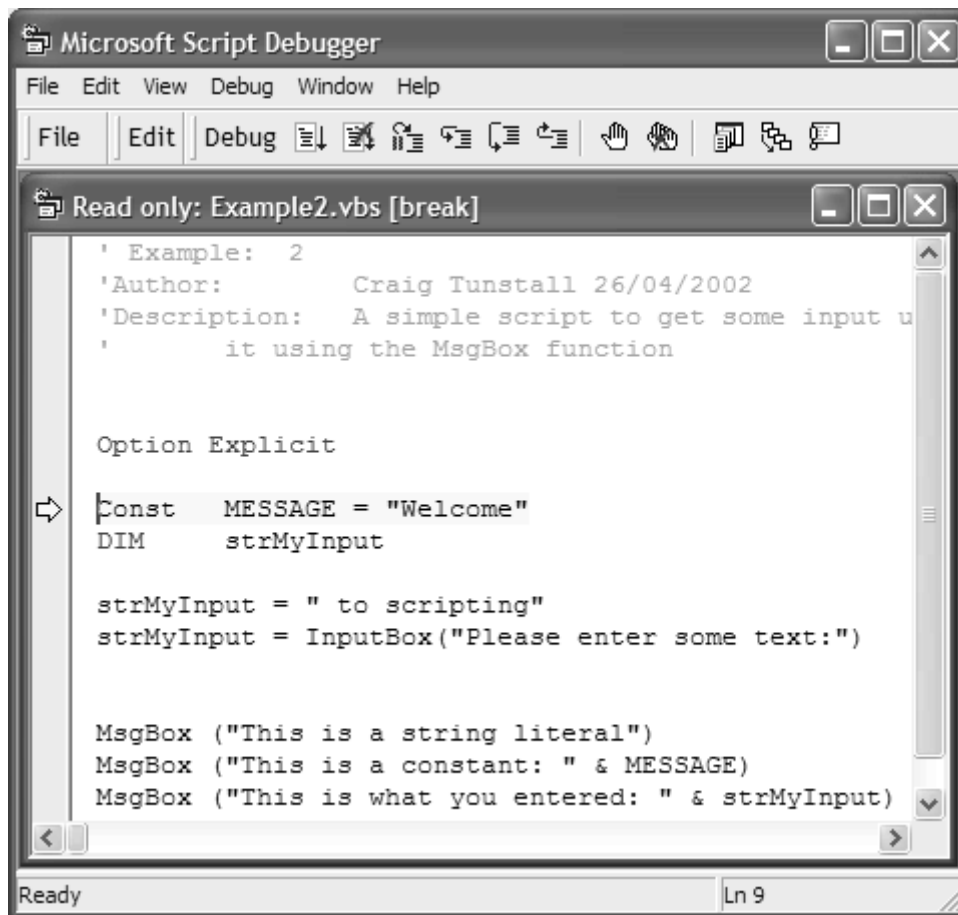 Microsoft Script Debugger
File Edit View Debug Window Help
File Edit Debug
Read only: Example2.vbs [break]
' Example:  2
'Author:        Craig Tunstall 26/04/2002
'Description:   A simple script to get some input u
'       it using the MsgBox function
Option Explicit
Const   MESSAGE = "Welcome"
DIM     strMyInput
strMyInput = " to scripting"
strMyInput = InputBox("Please enter some text:")
MsgBox ("This is a string literal")
MsgBox ("This is a constant: " & MESSAGE)
MsgBox ("This is what you entered: " & strMyInput)
Ready Ln 9